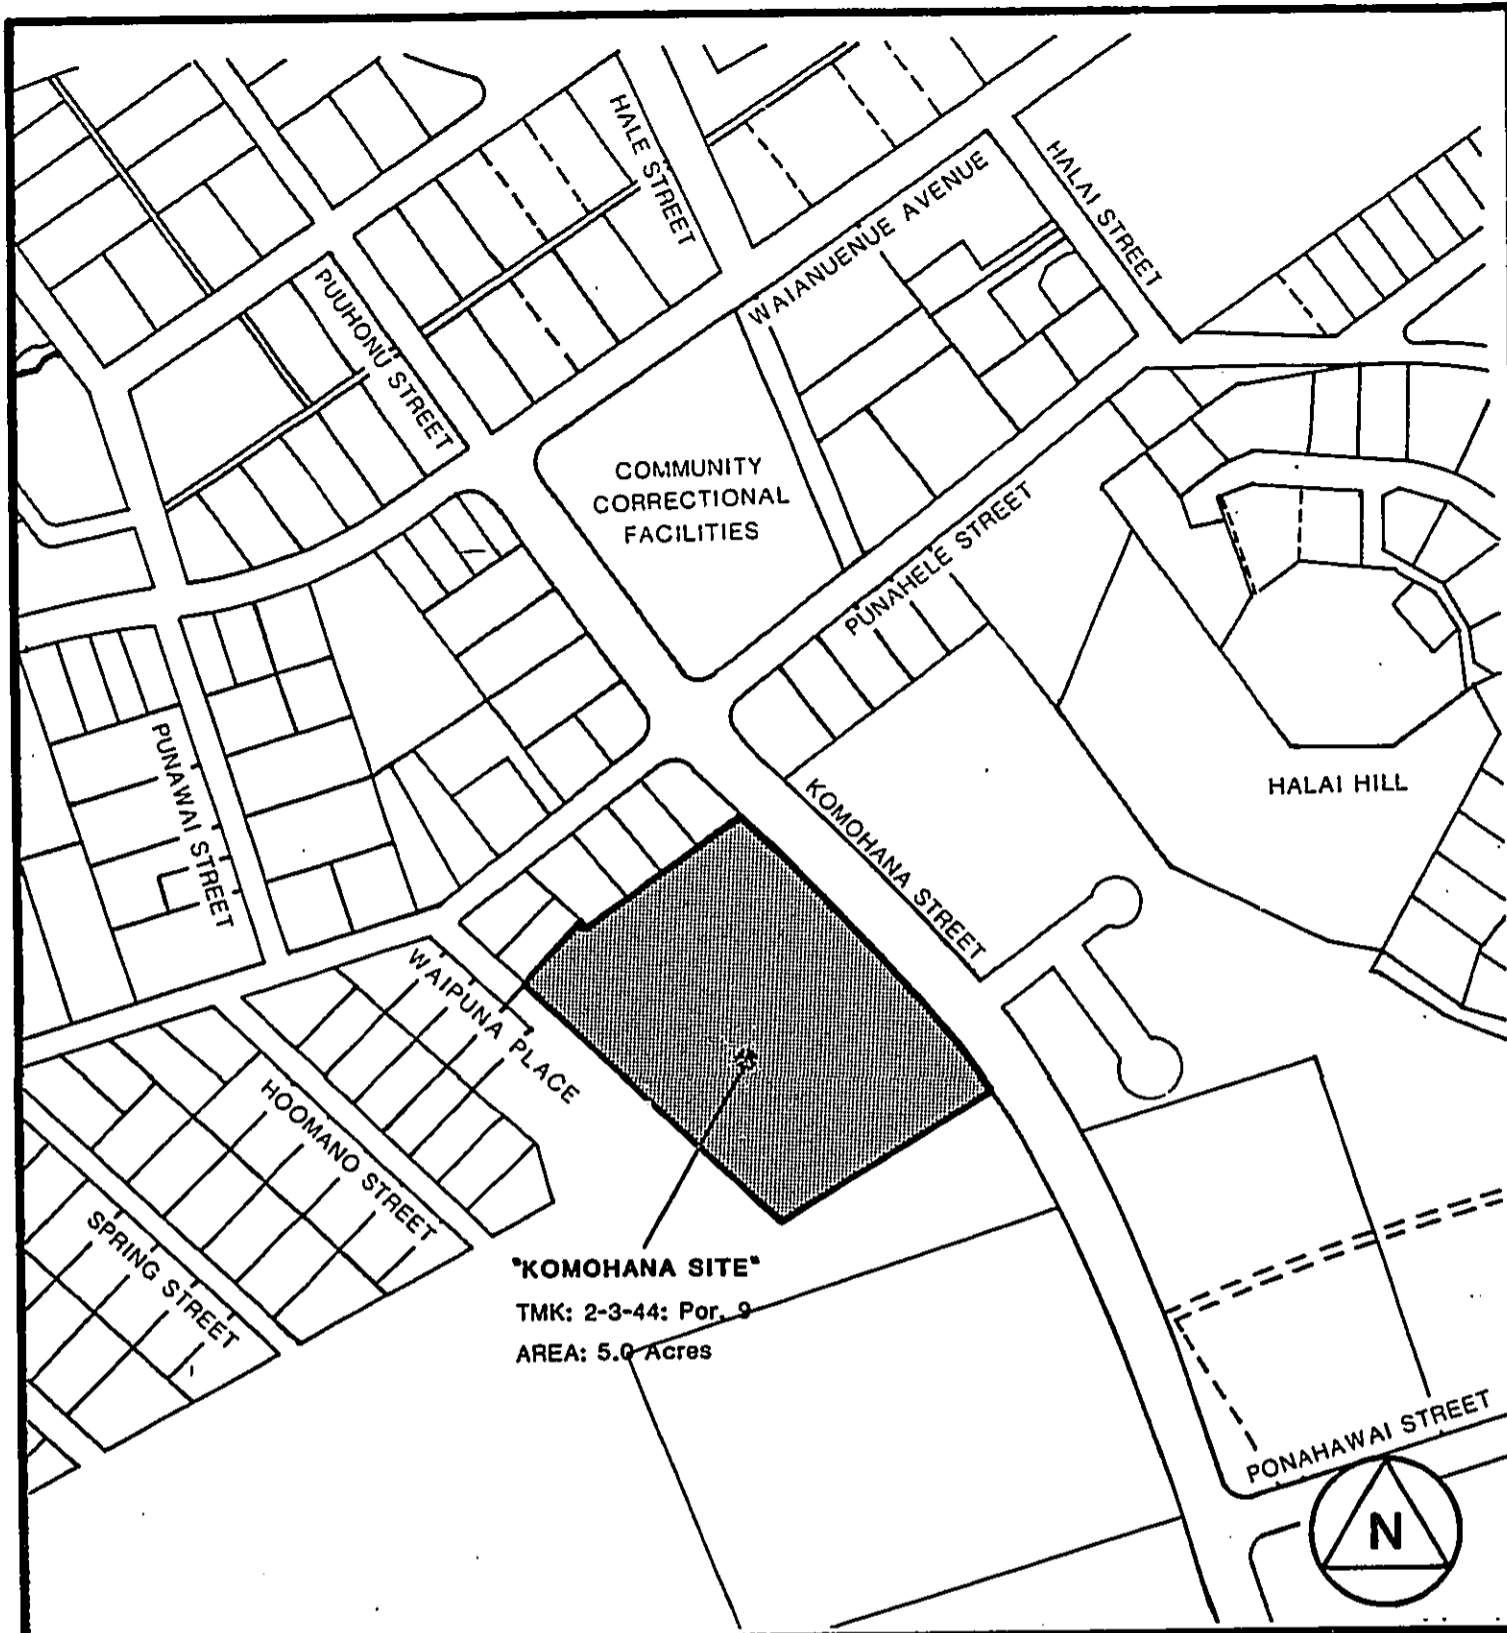 HALE STREET
HALAI STREET
WAIANUENUE AVENUE
PUUHONU STREET
COMMUNITY
CORRECTIONAL
FACILITIES
PUNAHELE STREET
PUNAWAI STREET
KOMOHANA STREET
HALAI HILL
WAIPUNA PLACE
HOOMANO STREET
SPRING STREET
"KOMOHANA SITE"
TMK: 2-3-44: Por. 9
AREA: 5.0 Acres
PONAHAWAI STREET
N